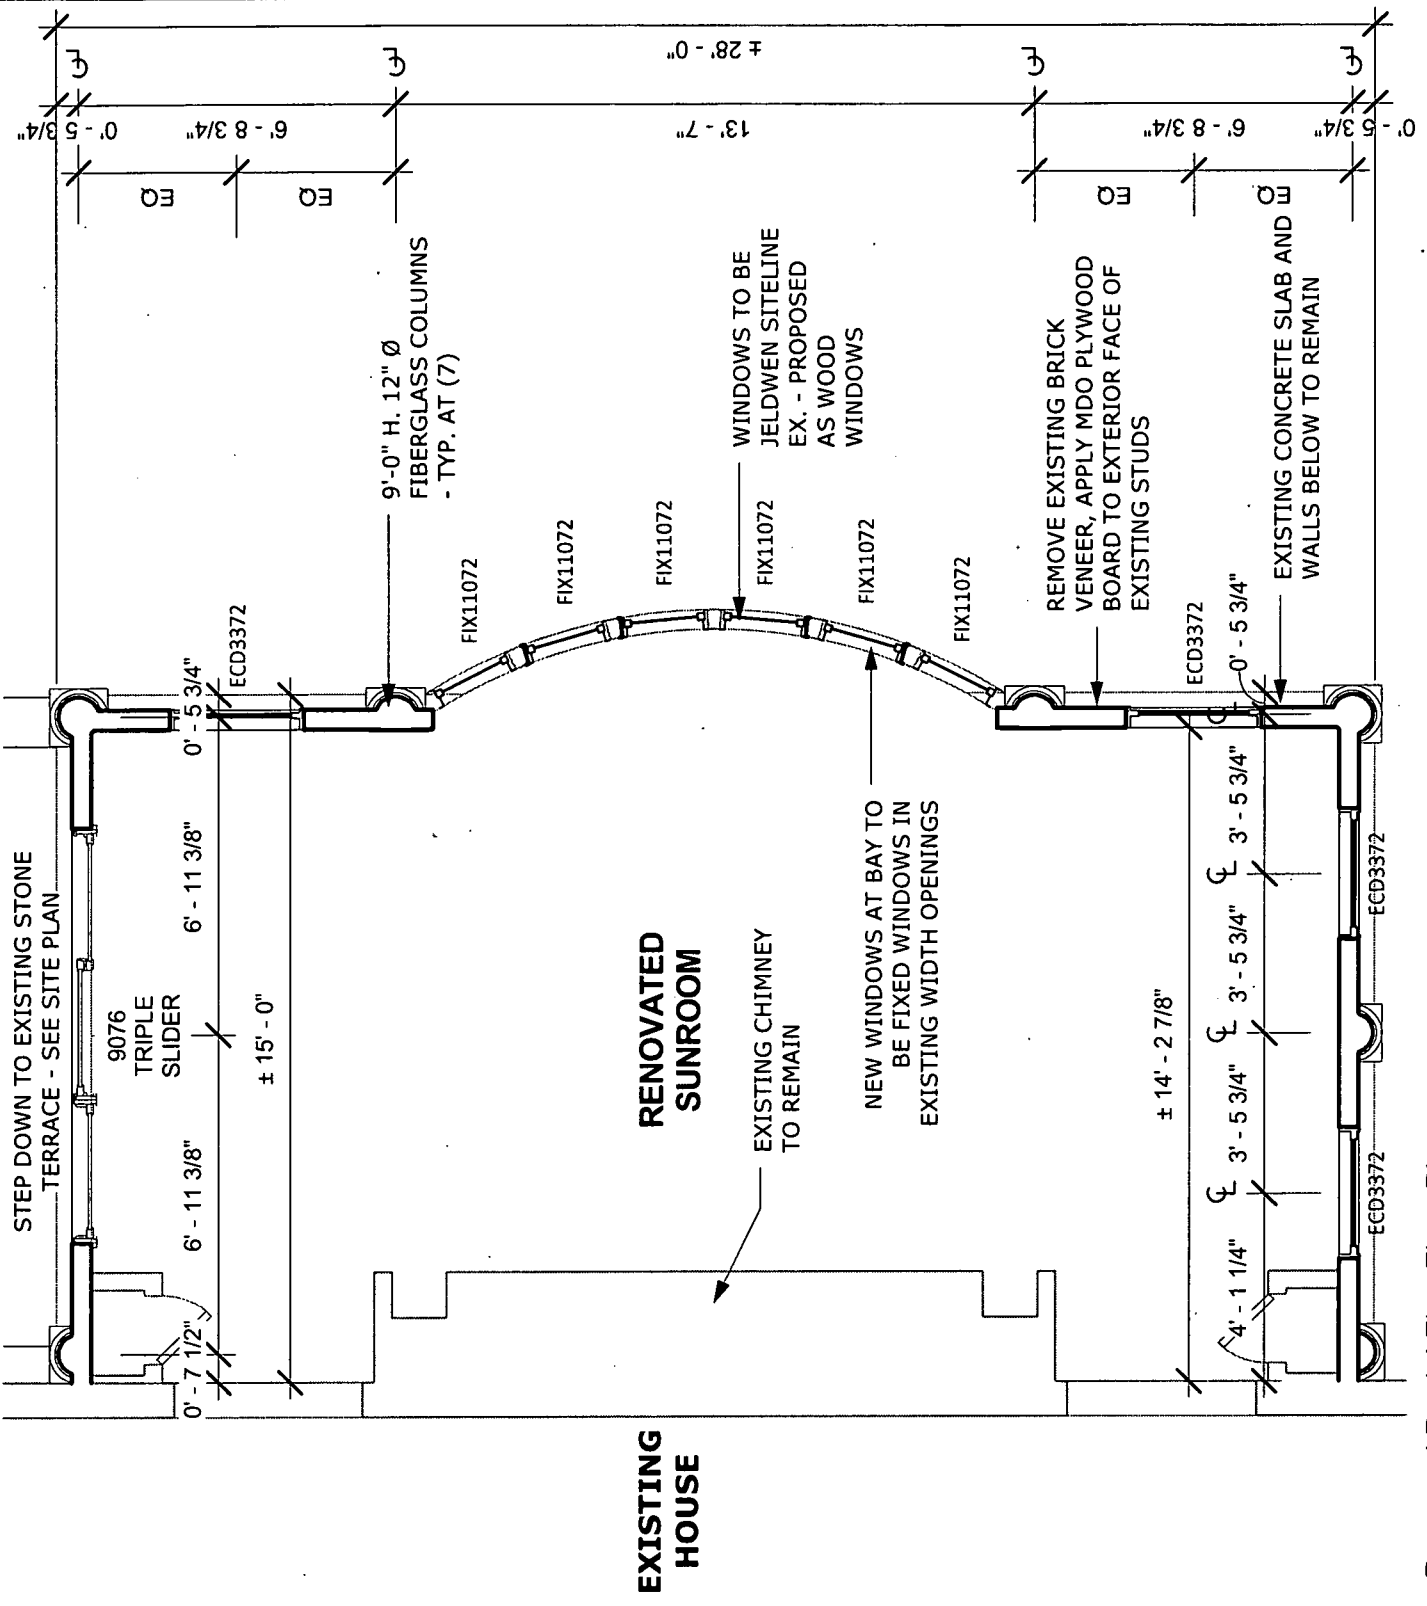 ± 28' - 0"
0' - 5 3/4"
6' - 8 3/4"
13' - 7"
6' - 8 3/4"
0' - 5 3/4"
EQ
EQ
EQ
EQ
9'-0" H. 12" Ø
FIBERGLASS COLUMNS
- TYP. AT (7)
WINDOWS TO BE
JELDWEN SITELINE
EX. - PROPOSED
AS WOOD
WINDOWS
REMOVE EXISTING BRICK
VENEER, APPLY MDO PLYWOOD
BOARD TO EXTERIOR FACE OF
EXISTING STUDS
EXISTING CONCRETE SLAB AND
WALLS BELOW TO REMAIN
ECD3372
FIX11072
FIX11072
FIX11072
FIX11072
FIX11072
FIX11072
ECD3372
0' - 5 3/4"
0' - 5 3/4"
STEP DOWN TO EXISTING STONE
TERRACE - SEE SITE PLAN
9076
TRIPLE
SLIDER
6' - 11 3/8"
6' - 11 3/8"
0' - 7 1/2"
± 15' - 0"
RENOVATED
SUNROOM
EXISTING CHIMNEY
TO REMAIN
NEW WINDOWS AT BAY TO
BE FIXED WINDOWS IN
EXISTING WIDTH OPENINGS
± 14' - 2 7/8"
3' - 5 3/4"
3' - 5 3/4"
3' - 5 3/4"
4' - 1 1/4"
ECD3372
ECD3372
EXISTING
HOUSE